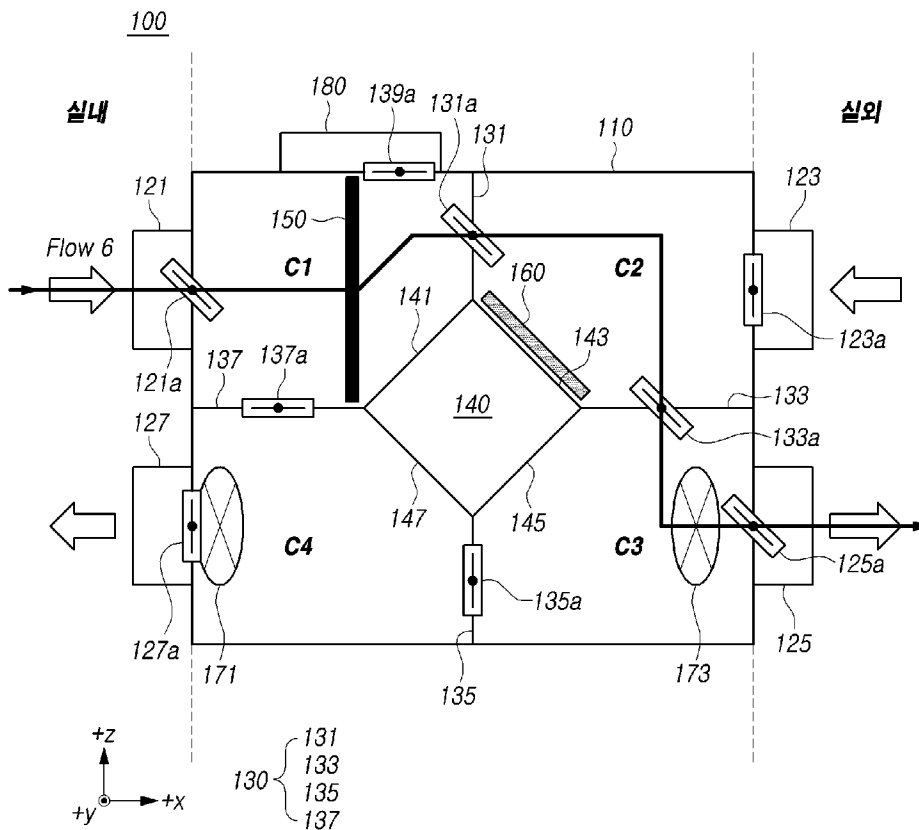 100
실내
실외
180
139a
131a
131
110
121
150
123
Flow 6
C1
C2
160
141
143
121a
137
137a
140
123a
133
133a
127
147
145
C4
C3
125a
135a
127a
171
135
173
125
+z
+y
+x
130
131
133
135
137